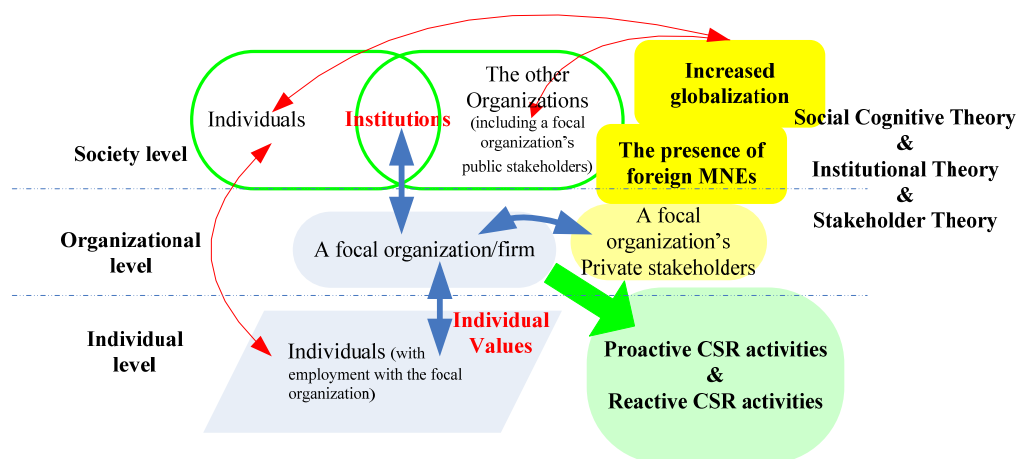 Society level
Individuals
Institutions
The other
Organizations
(including a focal
organization's
public stakeholders)
Increased
globalization
The presence of
foreign MNEs
Social Cognitive Theory
&
Institutional Theory
&
Stakeholder Theory
Organizational
level
A focal organization/firm
A focal
organization's
Private stakeholders
Individual
level
Individuals (with
employment with the focal
organization)
Individual
Values
Proactive CSR activities
&
Reactive CSR activities